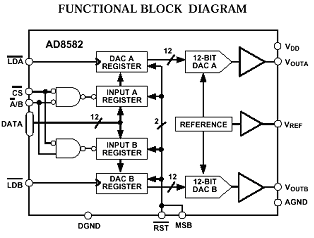 FUNCTIONAL BLOCK DIAGRAM
AD8582
LDA
DAC A
REGISTER
12
12-BIT
DAC A
VDD
VOUTA
CS
A/B
INPUT A
REGISTER
DATA
12
2
REFERENCE
VREF
INPUT B
REGISTER
LDB
DAC B
REGISTER
12
12-BIT
DAC B
VOUTB
AGND
DGND
RST
MSB